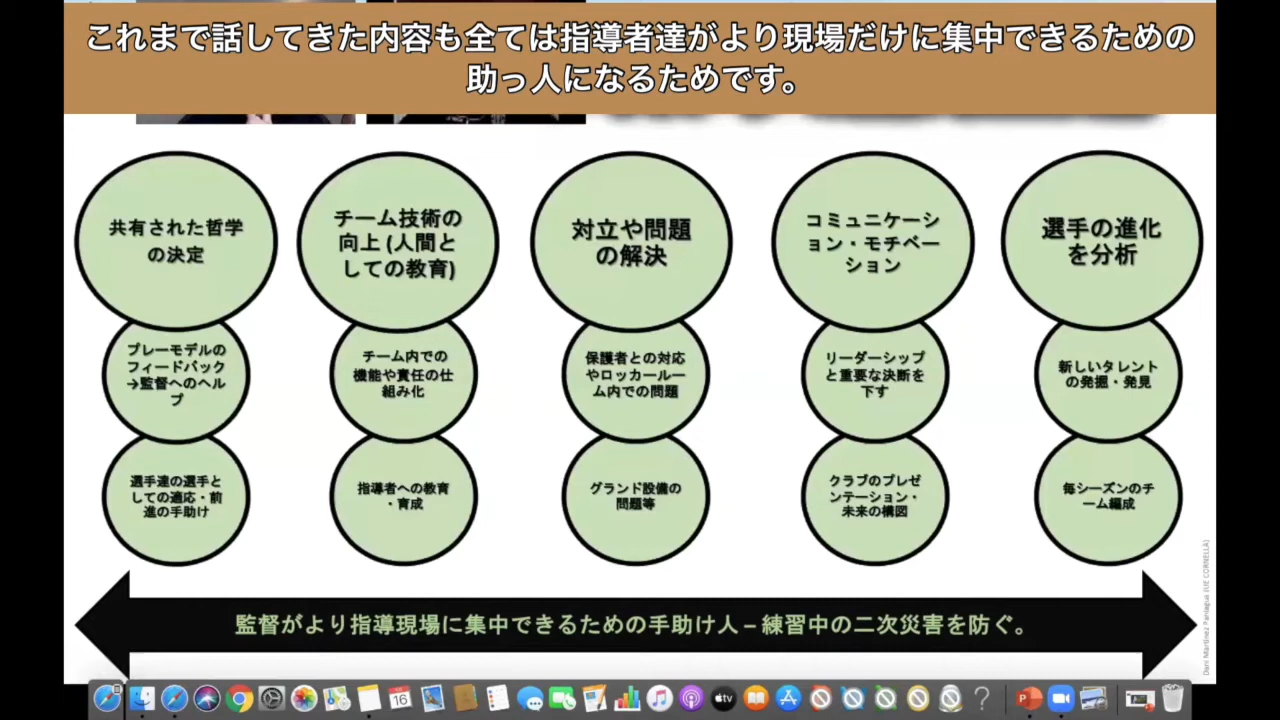 これまで話してきた内容も全ては指導者達がより現場だけに集中できるための
助っ人になるためです。
共有された哲学
の決定
チーム技術の
向上 (人間と
しての教育)
対立や問題
の解決
コミュニケーシ
ョン・モチベー
ション
選手の進化
を分析
プレーモデルの
フィードバック
→監督へのヘル
プ
チーム内での
機能や責任の仕
組み化
保護者との対応
やロッカールー
ム内での問題
リーダーシップ
と重要な決断を
下す
新しいタレント
の発掘・発見
選手達の選手と
しての適応・前
進の手助け
指導者への教育
・育成
グランド設備の
問題等
クラブのプレゼ
ンテーション・
未来の構図
毎シーズンのチ
ーム編成
監督がより指導現場に集中できるための手助け人 – 練習中の二次災害を防ぐ。
16
tv